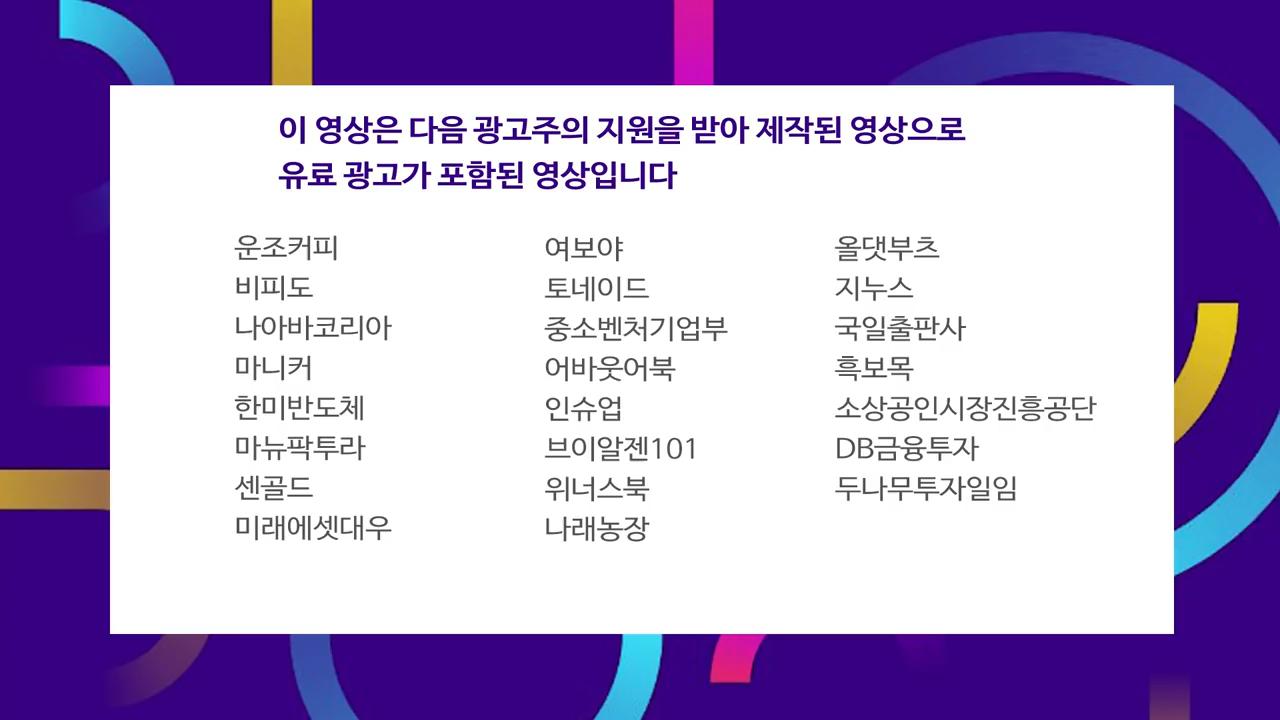 이 영상은 다음 광고주의 지원을 받아 제작된 영상으로
유료 광고가 포함된 영상입니다
운조커피
비피도
나아바코리아
마니커
한미반도체
마뉴팍투라
센골드
미래에셋대우
여보야
토네이드
중소벤처기업부
어바웃어북
인슈업
브이알젠101
위너스북
나래농장
올댓부츠
지누스
국일출판사
흑보목
소상공인시장진흥공단
DB금융투자
두나무투자일임